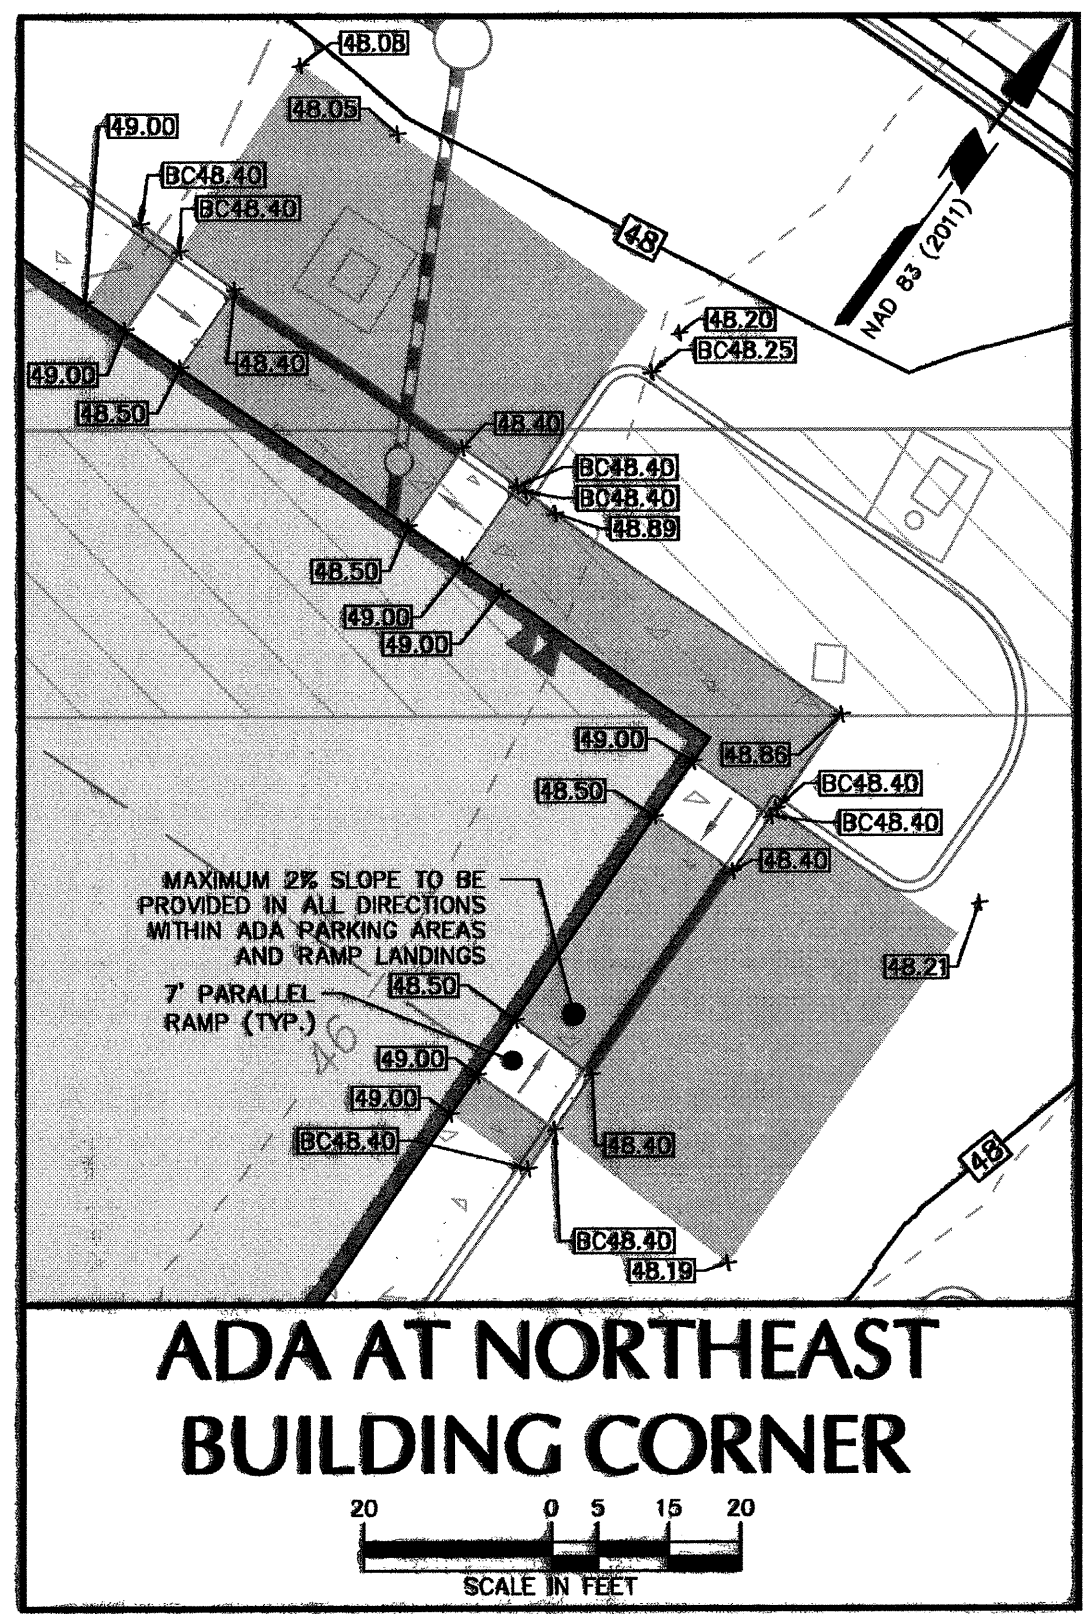 48.08
48.05
49.00
BC48.40
BC48.40
48
NAD 83 (2011)
48.20
BC48.25
49.00
48.40
48.50
48.40
BC48.40
BC48.40
48.89
48.50
49.00
49.00
49.00
48.86
48.50
BC48.40
BC48.40
48.40
MAXIMUM 2% SLOPE TO BE
PROVIDED IN ALL DIRECTIONS
WITHIN ADA PARKING AREAS
AND RAMP LANDINGS
48.21
48.50
7' PARALLEL
RAMP (TYP.)
46
49.00
49.00
BC48.40
48.40
48
BC48.40
48.19
ADA AT NORTHEAST
BUILDING CORNER
20 0 5 15 20
SCALE IN FEET